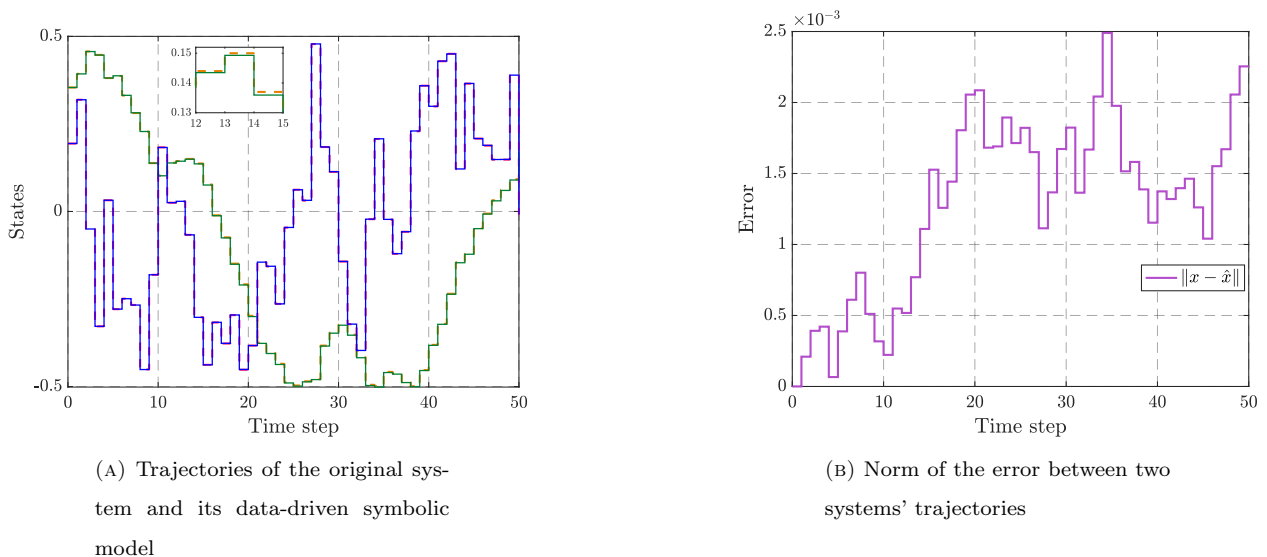 0.5
0
-0.5
States
0.15
0.14
0.13
12 13 14 15
0 10 20 30 40 50
Time step
(A) Trajectories of the original sys-
tem and its data-driven symbolic
model
×10⁻³
2.5
2
1.5
1
0.5
0
Error
‖x − x̂‖
0 10 20 30 40 50
Time step
(B) Norm of the error between two
systems' trajectories